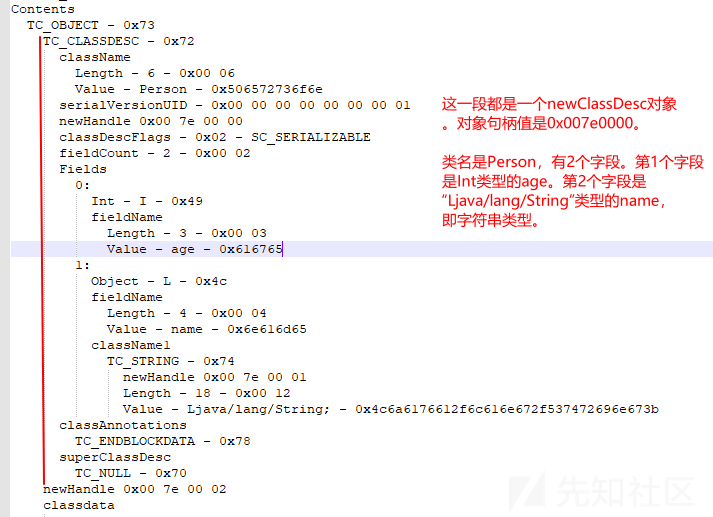 Contents
TC_OBJECT - 0x73
TC_CLASSDESC - 0x72
className
Length - 6 - 0x00 06
Value - Person - 0x506572736f6e
serialVersionUID - 0x00 00 00 00 00 00 00 01
newHandle 0x00 7e 00 00
classDescFlags - 0x02 - SC_SERIALIZABLE
fieldCount - 2 - 0x00 02
Fields
0:
Int - I - 0x49
fieldName
Length - 3 - 0x00 03
Value - age - 0x616765
1:
Object - L - 0x4c
fieldName
Length - 4 - 0x00 04
Value - name - 0x6e616d65
className1
TC_STRING - 0x74
newHandle 0x00 7e 00 01
Length - 18 - 0x00 12
Value - Ljava/lang/String; - 0x4c6a6176612f6c616e672f537472696e673b
classAnnotations
TC_ENDBLOCKDATA - 0x78
superClassDesc
TC_NULL - 0x70
newHandle 0x00 7e 00 02
classdata
这一段都是一个newClassDesc对象
。对象句柄值是0x007e0000。
类名是Person，有2个字段。第1个字段
是Int类型的age。第2个字段是
“Ljava/lang/String”类型的name，
即字符串类型。
先知社区